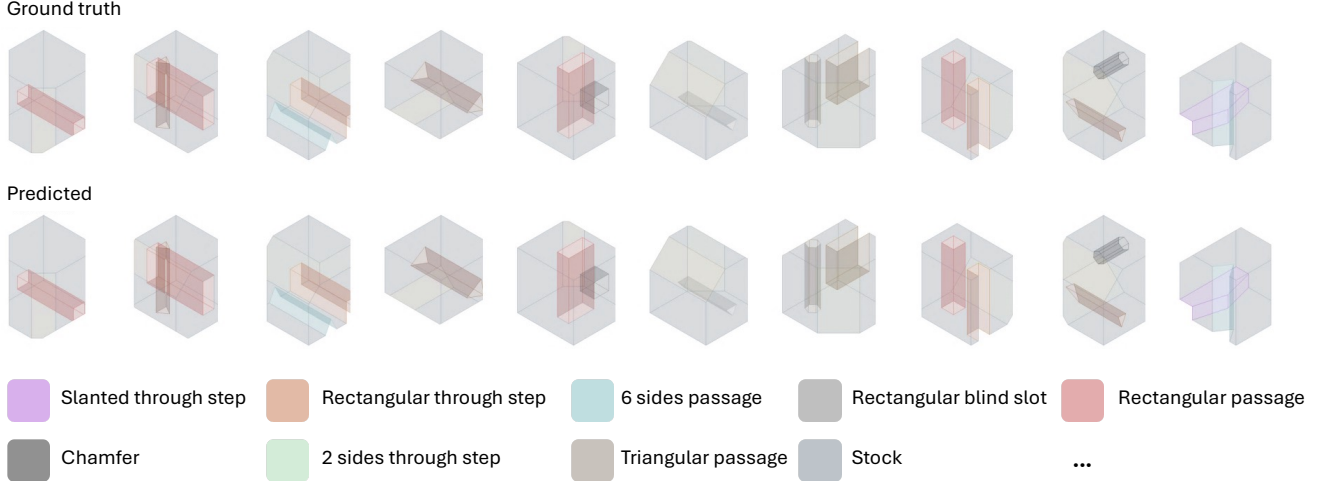 Ground truth
Predicted
Slanted through step
Rectangular through step
6 sides passage
Rectangular blind slot
Rectangular passage
Chamfer
2 sides through step
Triangular passage
Stock
...